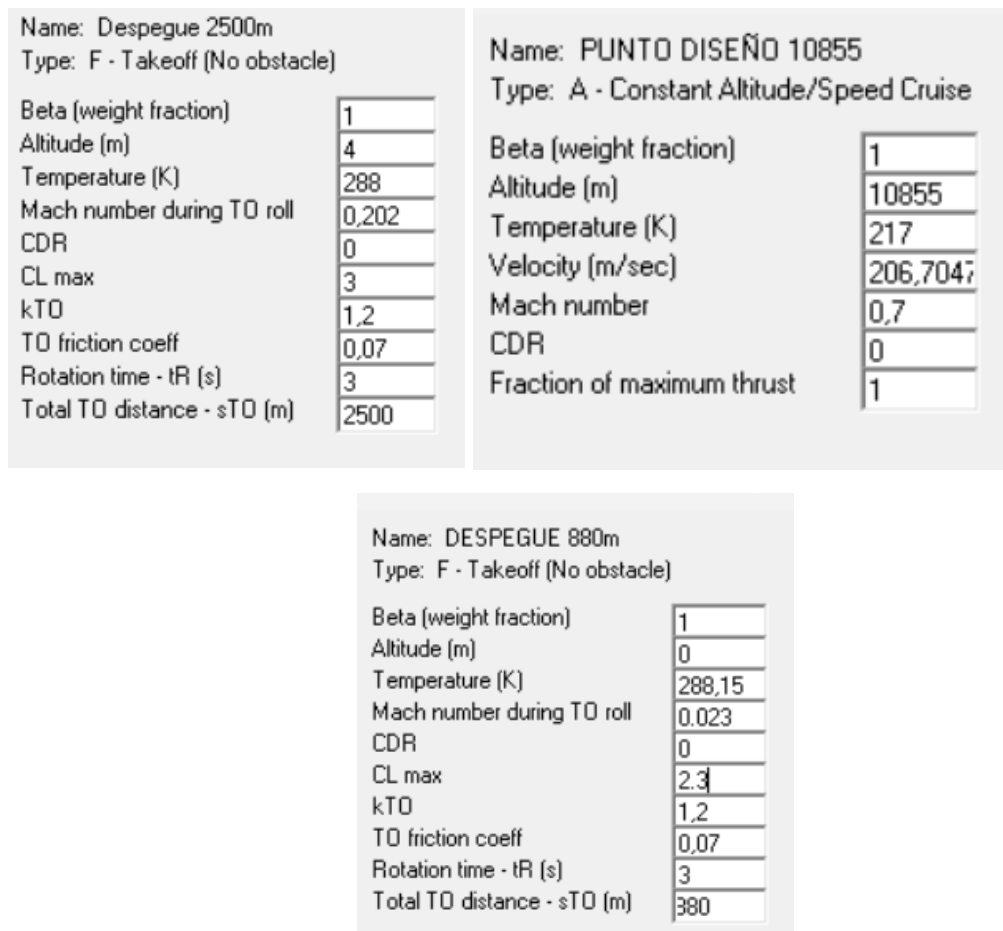 Name: Despegue 2500m
Type: F - Takeoff (No obstacle)
Beta (weight fraction) 1
Altitude (m) 4
Temperature (K) 288
Mach number during TO roll 0,202
CDR 0
CL max 3
kTO 1,2
TO friction coeff 0,07
Rotation time - tR (s) 3
Total TO distance - sTO (m) 2500
Name: PUNTO DISEÑO 10855
Type: A - Constant Altitude/Speed Cruise
Beta (weight fraction) 1
Altitude (m) 10855
Temperature (K) 217
Velocity (m/sec) 206,7047
Mach number 0,7
CDR 0
Fraction of maximum thrust 1
Name: DESPEGUE 880m
Type: F - Takeoff (No obstacle)
Beta (weight fraction) 1
Altitude (m) 0
Temperature (K) 288,15
Mach number during TO roll 0.023
CDR 0
CL max 2.3
kTO 1,2
TO friction coeff 0,07
Rotation time - tR (s) 3
Total TO distance - sTO (m) 880